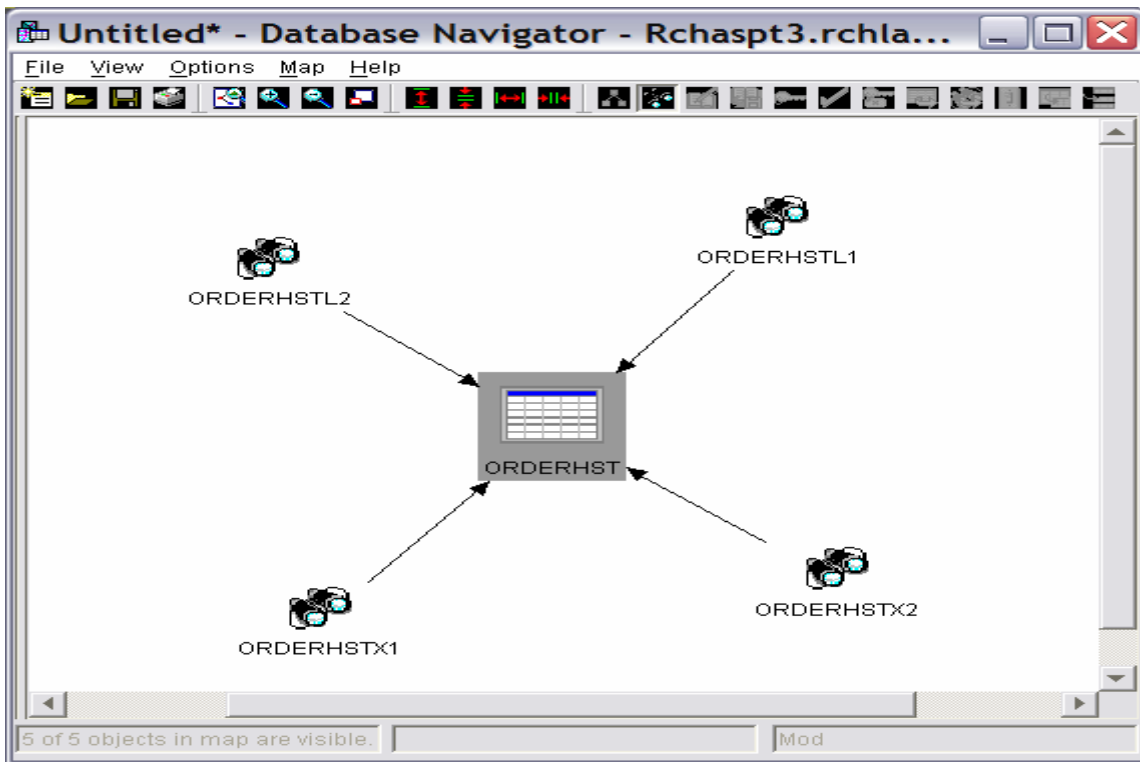 Untitled* - Database Navigator - Rchaspt3.rchla...
File View Options Map Help
ORDERHSTL1
ORDERHSTL2
ORDERHST
ORDERHSTX2
ORDERHSTX1
5 of 5 objects in map are visible.
Mod